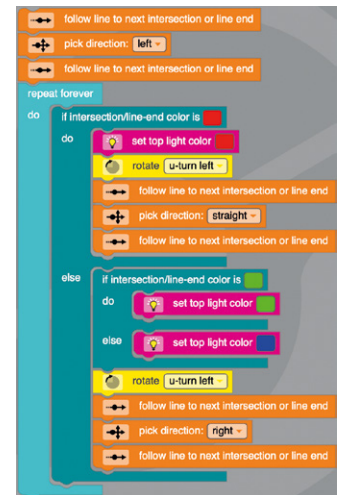 follow line to next intersection or line end
pick direction: left
follow line to next intersection or line end
repeat forever
do if intersection/line-end color is
do set top light color
rotate u-turn left
follow line to next intersection or line end
pick direction: straight
follow line to next intersection or line end
else if intersection/line-end color is
do set top light color
else set top light color
rotate u-turn left
follow line to next intersection or line end
pick direction: right
follow line to next intersection or line end